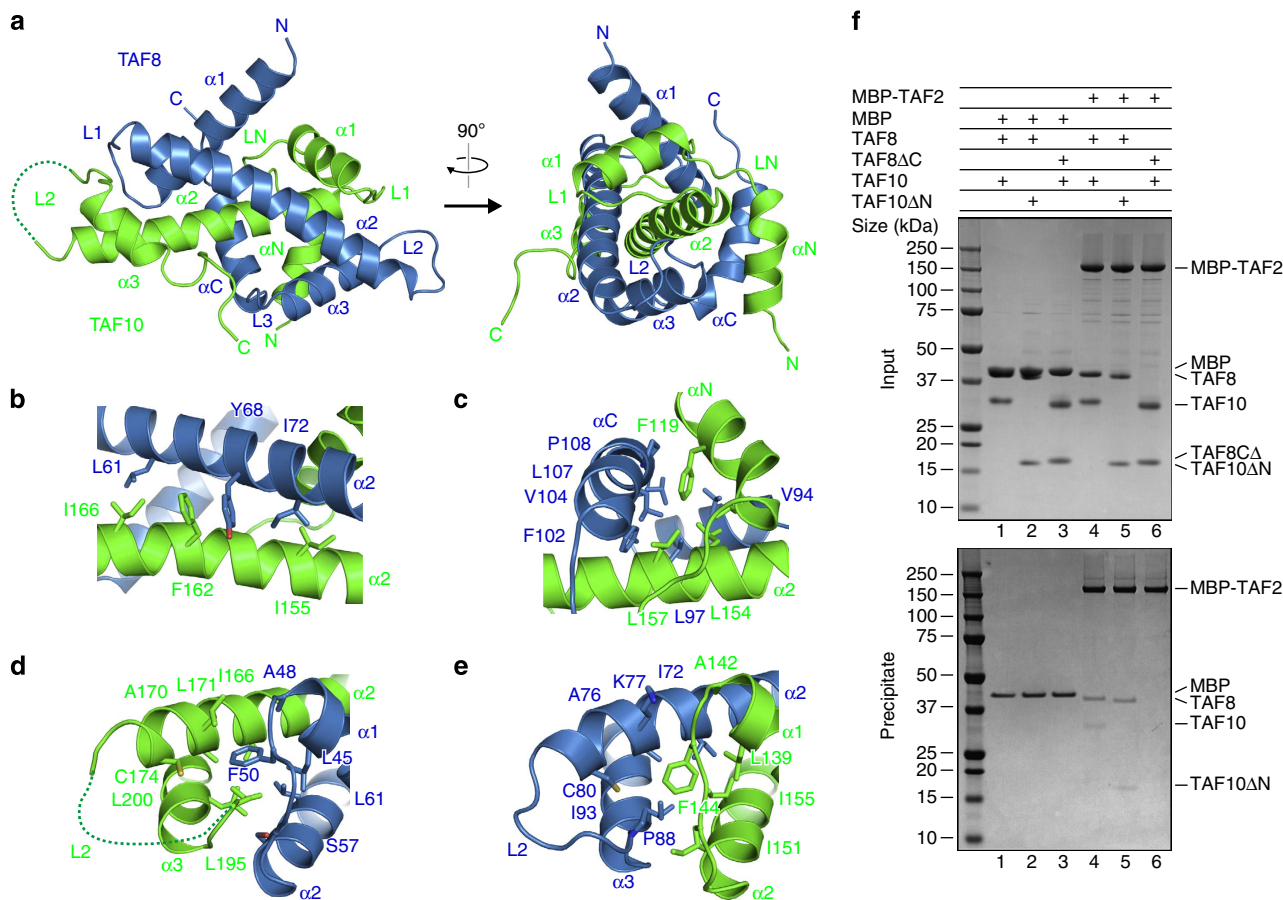 a
N
TAF8
α1
C
L1
LN
α1
L2
α2
L1
α2
αN
L2
α3
αC
α3
TAF10
L3
N
C
90°
N
α1
C
α1
LN
L1
α3
α2
αN
L2
α2
α3
αC
C
N
b
Y68
I72
L61
I166
α2
F162
I155
α2
c
αN
αC
F119
P108
L107
V104
V94
F102
α2
L157
L97
L154
d
A48
I166
L171
A170
α2
α1
L45
C174
F50
L200
L61
S57
L2
α3
L195
α2
e
A142
I72
K77
A76
α2
α1
L139
C80
I93
F144
I155
P88
I151
L2
α3
α2
f
MBP-TAF2 + + +
MBP + + +
TAF8 + + + +
TAF8ΔC + +
TAF10 + + + +
TAF10ΔN + +
Size (kDa)
Input
250
150
100
75
50
37
25
20
15
10
MBP-TAF2
MBP
TAF8
TAF10
TAF8CΔ
TAF10ΔN
1 2 3 4 5 6
Precipitate
250
150
100
75
50
37
25
20
15
10
MBP-TAF2
MBP
TAF8
TAF10
TAF10ΔN
1 2 3 4 5 6